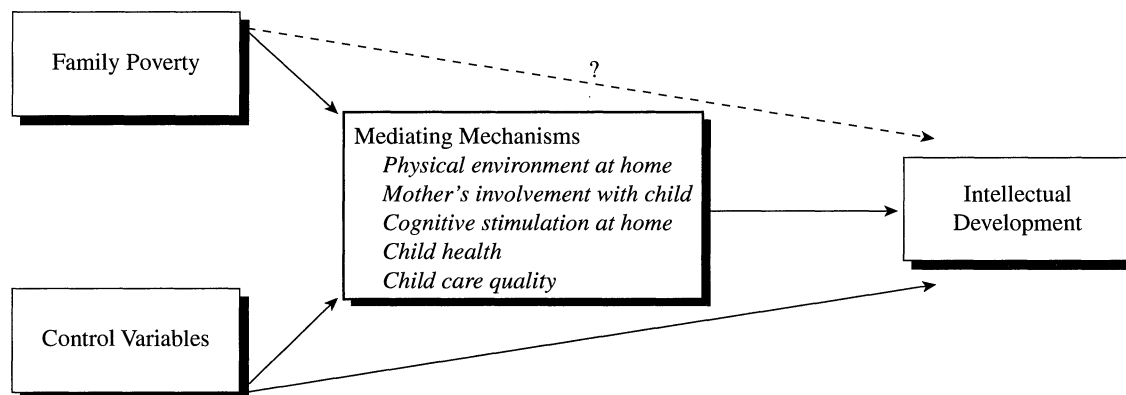 Family Poverty
?
Mediating Mechanisms
Physical environment at home
Mother's involvement with child
Cognitive stimulation at home
Child health
Child care quality
Intellectual
Development
Control Variables